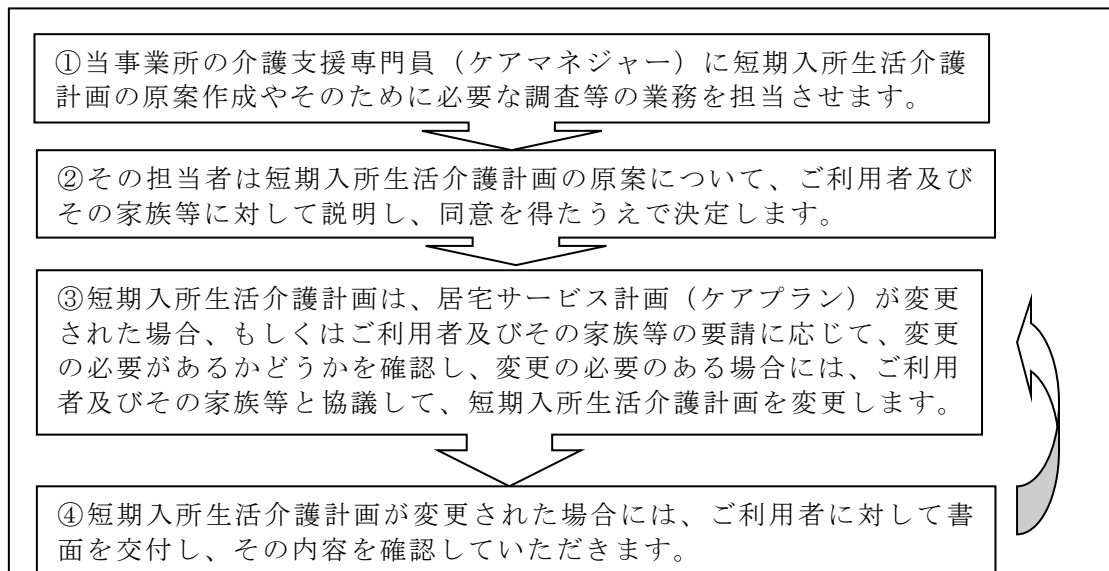 ①当事業所の介護支援専門員（ケアマネジャー）に短期入所生活介護
計画の原案作成やそのために必要な調査等の業務を担当させます。
②その担当者は短期入所生活介護計画の原案について、ご利用者及び
その家族等に対して説明し、同意を得たうえで決定します。
③短期入所生活介護計画は、居宅サービス計画（ケアプラン）が変更
された場合、もしくはご利用者及びその家族等の要請に応じて、変更
の必要があるかどうかを確認し、変更の必要のある場合には、ご利用
者及びその家族等と協議して、短期入所生活介護計画を変更します。
④短期入所生活介護計画が変更された場合には、ご利用者に対して書
面を交付し、その内容を確認していただきます。